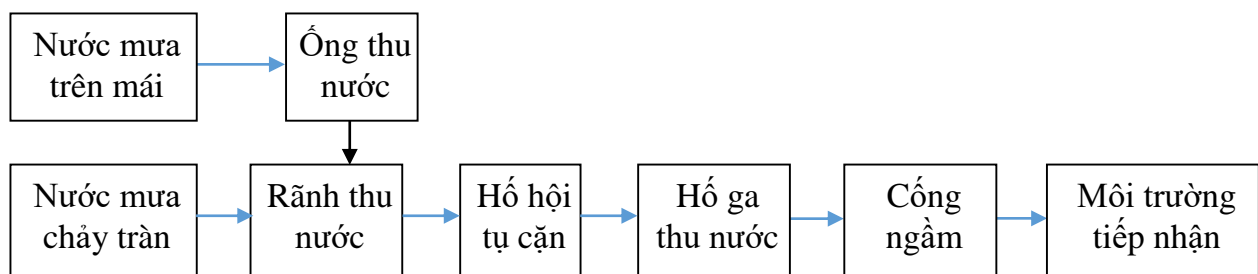 Nước mưa
trên mái
Ống thu
nước
Nước mưa
chảy tràn
Rãnh thu
nước
Hố hội
tụ cặn
Hố ga
thu nước
Cống
ngầm
Môi trường
tiếp nhận